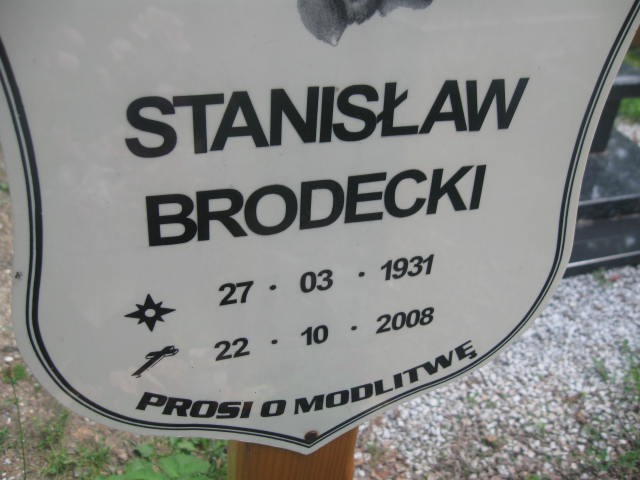 STANISŁAW
BRODECKI
27 · 03 · 1931
22 · 10 · 2008
PROSI O MODLITWĘ